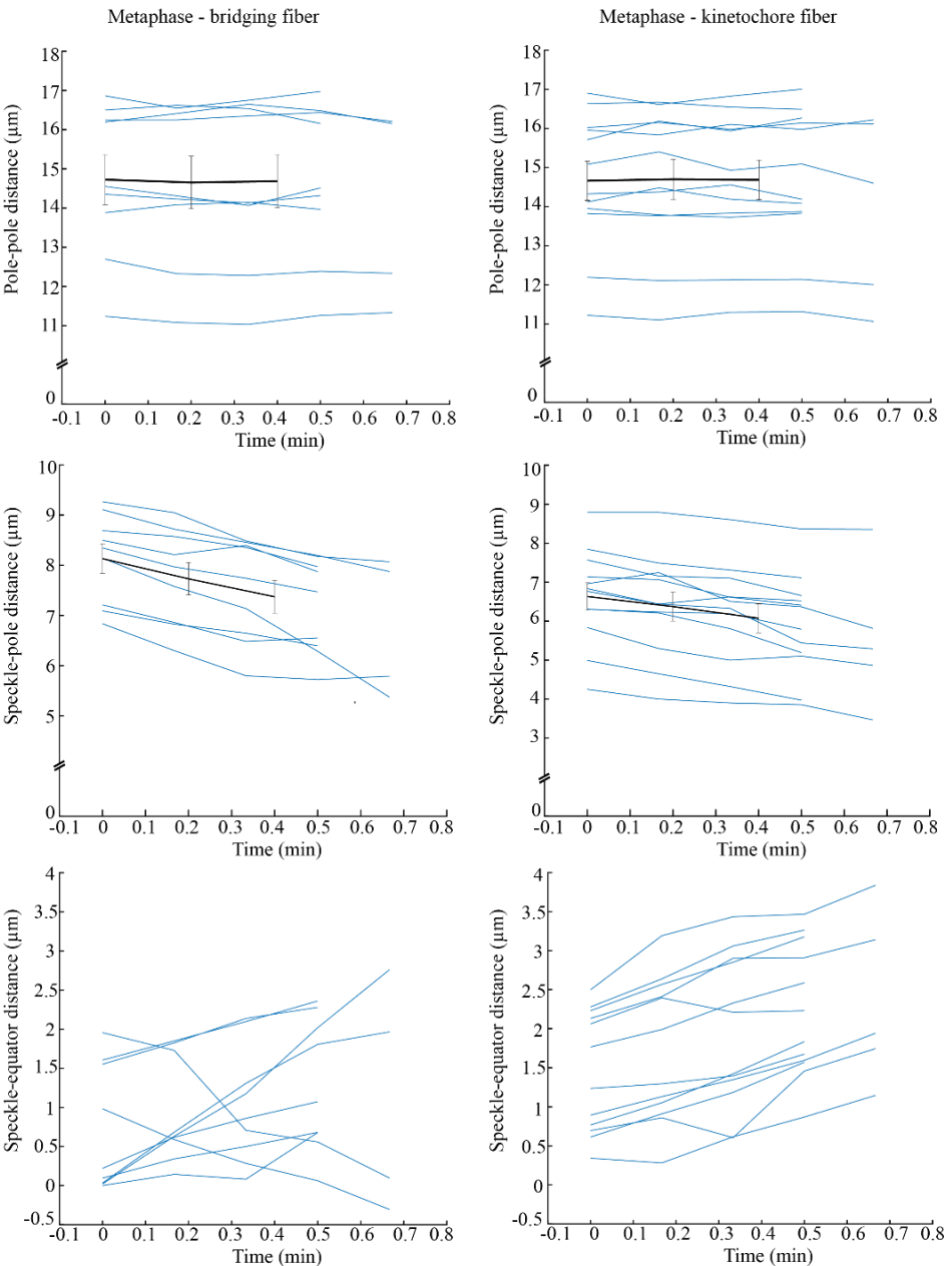 Metaphase - bridging fiber
Metaphase - kinetochore fiber
Pole-pole distance (µm)
18
17
16
15
14
13
12
11
0
-0.1 0 0.1 0.2 0.3 0.4 0.5 0.6 0.7 0.8
Time (min)
Pole-pole distance (µm)
18
17
16
15
14
13
12
11
0
-0.1 0 0.1 0.2 0.3 0.4 0.5 0.6 0.7 0.8
Time (min)
Speckle-pole distance (µm)
10
9
8
7
6
5
0
-0.1 0 0.1 0.2 0.3 0.4 0.5 0.6 0.7 0.8
Time (min)
Speckle-pole distance (µm)
10
9
8
7
6
5
4
3
0
-0.1 0 0.1 0.2 0.3 0.4 0.5 0.6 0.7 0.8
Time (min)
Speckle-equator distance (µm)
4
3.5
3
2.5
2
1.5
1
0.5
0
-0.5
-0.1 0 0.1 0.2 0.3 0.4 0.5 0.6 0.7 0.8
Time (min)
Speckle-equator distance (µm)
4
3.5
3
2.5
2
1.5
1
0.5
0
-0.5
-0.1 0 0.1 0.2 0.3 0.4 0.5 0.6 0.7 0.8
Time (min)